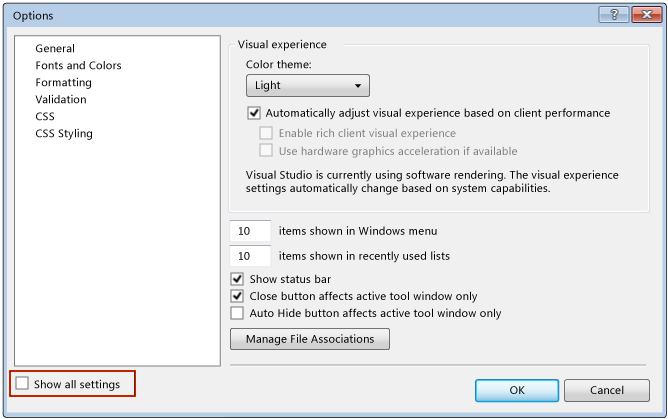 Options
General
Fonts and Colors
Formatting
Validation
CSS
CSS Styling
Visual experience
Color theme:
Light
Automatically adjust visual experience based on client performance
Enable rich client visual experience
Use hardware graphics acceleration if available
Visual Studio is currently using software rendering. The visual experience
settings automatically change based on system capabilities.
10 items shown in Windows menu
10 items shown in recently used lists
Show status bar
Close button affects active tool window only
Auto Hide button affects active tool window only
Manage File Associations
Show all settings
OK Cancel